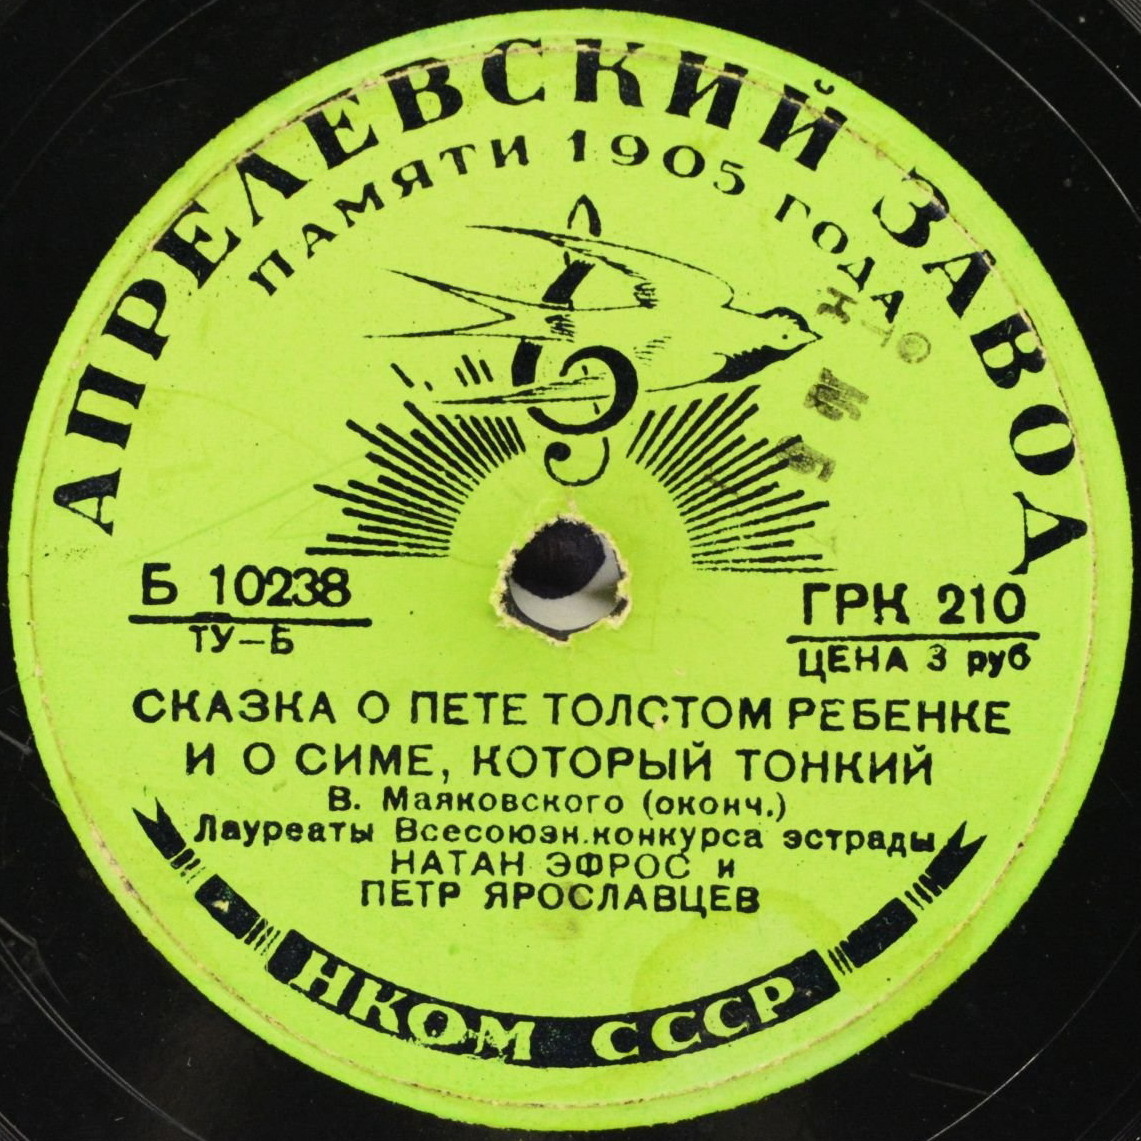 АПРЕЛЕВСКИЙ ЗАВОД
ПАМЯТИ 1905 ГОДА
Б 10238
ТУ—Б
ГРК 210
ЦЕНА 3 руб
СКАЗКА О ПЕТЕ ТОЛСТОМ РЕБЕНКЕ
И О СИМЕ, КОТОРЫЙ ТОНКИЙ
В. Маяковского (оконч.)
Лауреаты Всесоюзн. конкурса эстрады
НАТАН ЭФРОС и
ПЕТР ЯРОСЛАВЦЕВ
НКОМ СССР